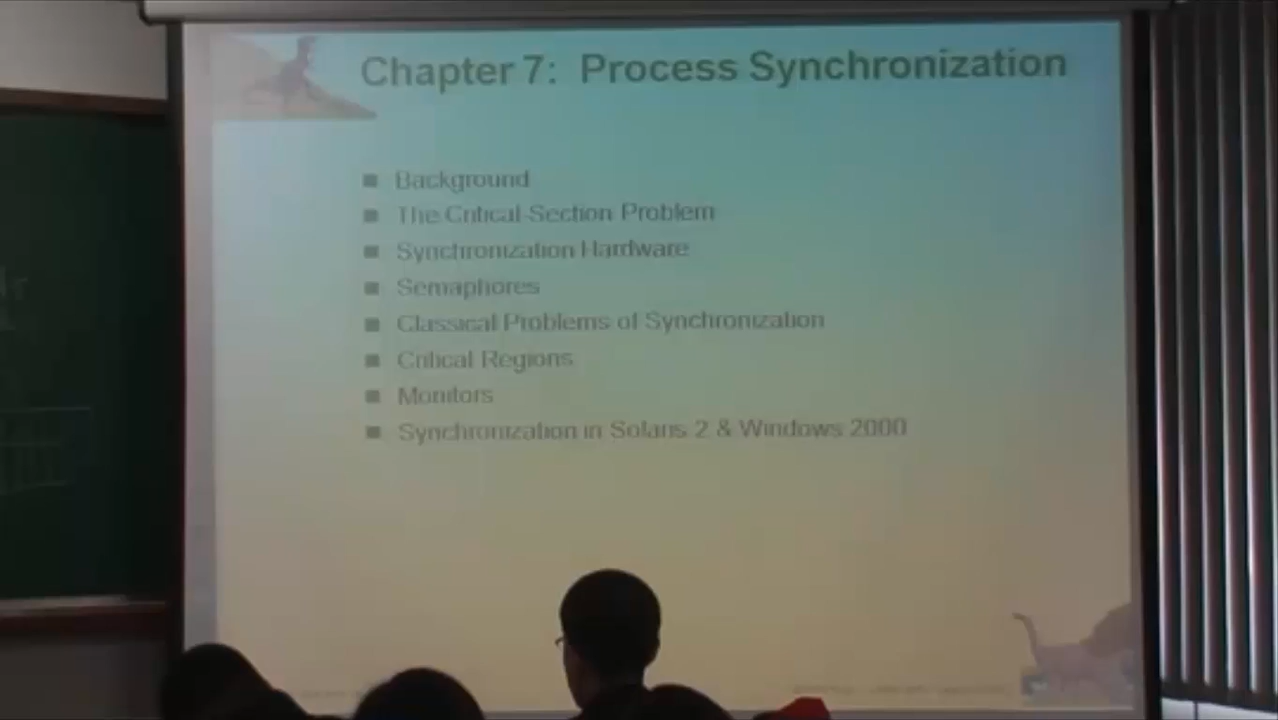 Chapter 7: Process Synchronization
■ Background
■ The Critical-Section Problem
■ Synchronization Hardware
■ Semaphores
■ Classical Problems of Synchronization
■ Critical Regions
■ Monitors
■ Synchronization in Solaris 2 & Windows 2000